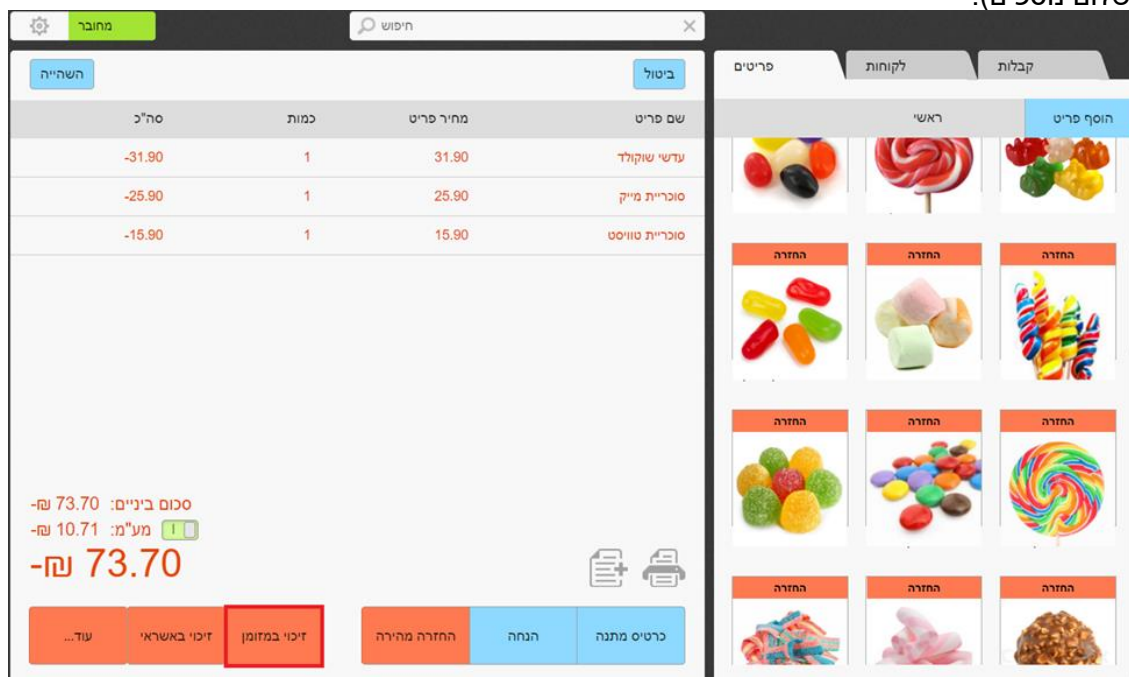 מחובר
חיפוש
פריטים
לקוחות
קבלות
ביטול
השהייה
הוסף פריט
ראשי
שם פריט מחיר פריט כמות סה"כ
עדשי שוקולד 31.90 1 -31.90
סוכריית מייק 25.90 1 -25.90
סוכריית טוויסט 15.90 1 -15.90
החזרה החזרה החזרה
החזרה החזרה החזרה
החזרה החזרה החזרה
סכום ביניים: 73.70 ₪-
מע"מ: 10.71 ₪-
73.70 ₪-
כרטיס מתנה
הנחה
החזרה מהירה
זיכוי במזומן
זיכוי באשראי
עוד...